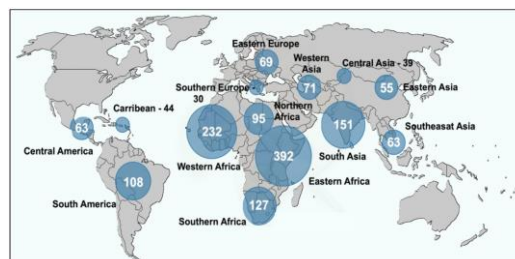 Eastern Europe
69
Western
Asia
71
Central Asia - 39
55
Eastern Asia
Southern Europe
30
Carribean - 44
63
Central America
95
Northern
Africa
232
Western Africa
151
South Asia
Southeasat Asia
63
392
Eastern Africa
108
South America
127
Southern Africa